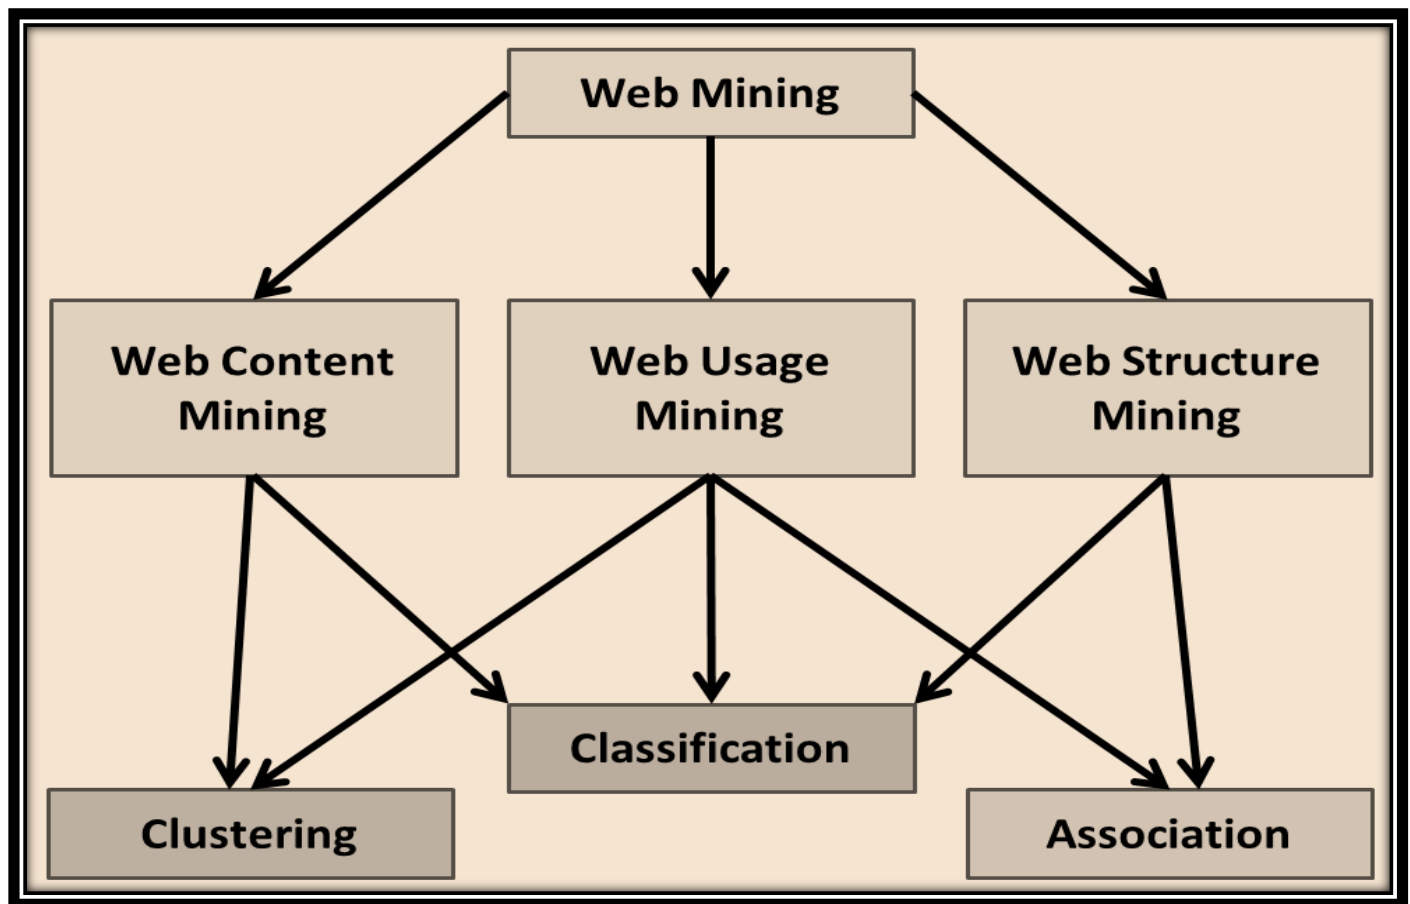 Web Mining
Web Content
Mining
Web Usage
Mining
Web Structure
Mining
Classification
Clustering
Association